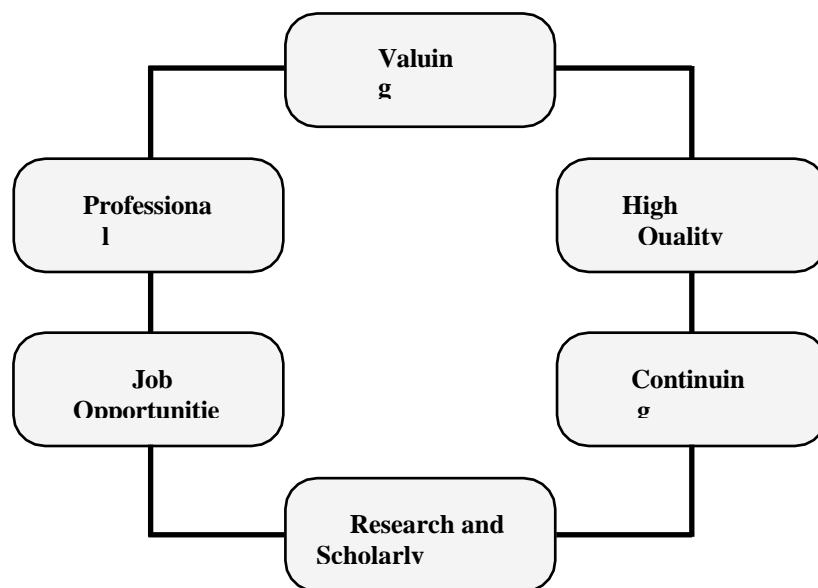 Valuin
g
Professiona
l
High
Quality
Job
Opportunitie
Continuin
g
Research and
Scholarly